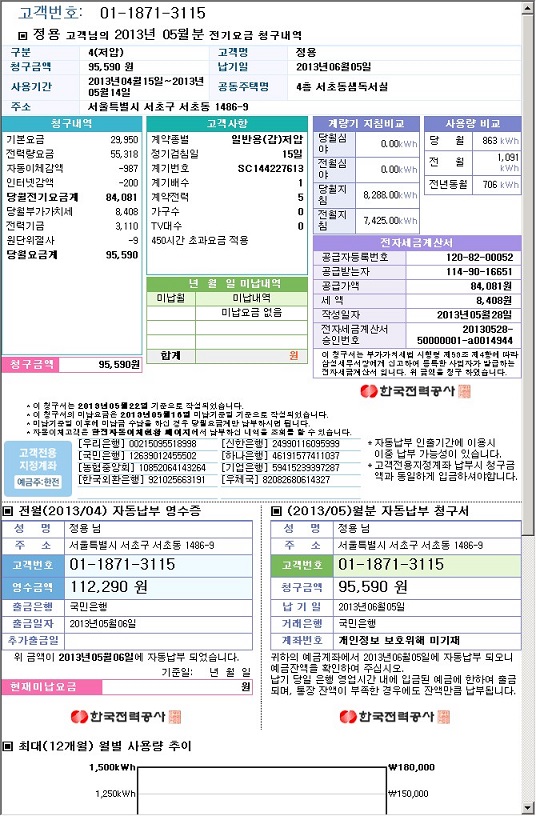 고객번호: 01-1871-3115
정용 고객님의 2013년 05월분 전기요금 청구내역
구분 4(저압) 고객명 정용
청구금액 95,590 원 납기일 2013년06월05일
사용기간 2013년04월15일~2013년05월14일 공동주택명 4층 서초동샘독서실
주소 서울특별시 서초구 서초동 1486-9
청구내역
기본요금 29,950
전력량요금 55,318
자동이체감액 -987
인터넷감액 -200
당월전기요금계 84,081
당월부가가치세 8,408
전력기금 3,110
원단위절사 -9
당월요금계 95,590
청구금액 95,590원
고객사항
계약종별 일반용(갑)저압
정기검침일 15일
계기번호 SC144227613
계기배수 1
계약전력 5
가구수 0
TV대수 0
450시간 초과요금 적용
년 월 일 미납내역
미납월 미납내역
미납요금 없음
합계 원
계량기 지침비교
당월심야 0.00kWh
전월심야 0.00kWh
당월지침 8,288.00kWh
전월지침 7,425.00kWh
사용량 비교
당 월 863 kWh
전 월 1,091 kWh
전년동월 706 kWh
전자세금계산서
공급자등록번호 120-82-00052
공급받는자 114-90-16651
공급가액 84,081원
세 액 8,408원
작성일자 2013년05월28일
전자세금계산서 승인번호 20130528-50000001-a0014944
이 청구서는 부가가치세법 시행령 제53조 제4항에 따라
국세청장에게 신고하여 등록한 사업자가 발급하는
전자세금계산서 입니다. 위 금액을 청구 하였습니다.
한국전력공사
* 이 청구서는 2013년05월22일 기준으로 작성되었습니다.
* 이 청구서의 미납요금은 2013년05월16일 미납기준일 기준으로 작성되었습니다.
* 미납기준일 이후에 미납금 수납을 하신 경우 당월요금계만 납부하시면 됩니다.
* 자동이체고객은 한전자동이체현황 페이지에서 납부하신 내역을 조회를 할 수 있습니다.
고객전용
지정계좌
예금주:한전
[우리은행] 00215095518998 [신한은행] 24990116095999
[국민은행] 12639012455502 [하나은행] 46191577411037
[농협중앙회] 10852064143264 [기업은행] 59415239397287
[한국외환은행] 921025663191 [우체국] 82082680614327
* 자동납부 인출기간에 이용시
이중 납부 가능성이 있습니다.
* 고객전용지정계좌 납부시 청구금
액과 동일하게 입금하셔야합니다.
전월(2013/04) 자동납부 영수증
성 명 정용 님
주 소 서울특별시 서초구 서초동 1486-9
고객번호 01-1871-3115
영수금액 112,290 원
출금은행 국민은행
출금일자 2013년05월06일
추가출금일
위 금액이 2013년05월06일에 자동납부 되었습니다.
기준일: 년 월 일
현재미납요금 원
한국전력공사
(2013/05)월분 자동납부 청구서
성 명 정용 님
주 소 서울특별시 서초구 서초동 1486-9
고객번호 01-1871-3115
청구금액 95,590 원
납 기 일 2013년06월05일
거래은행 국민은행
계좌번호 개인정보 보호위해 미기재
귀하의 예금계좌에서 2013년06월05일에 자동납부 되오니
예금잔액을 확인하여 주십시오.
납기 당일 은행 영업시간 내에 입금된 예금에 한하여 출금
되며, 통장 잔액이 부족한 경우에도 잔액만큼 납부됩니다.
한국전력공사
최대(12개월) 월별 사용량 추이
1,500kWh ₩180,000
1,250kWh ₩150,000